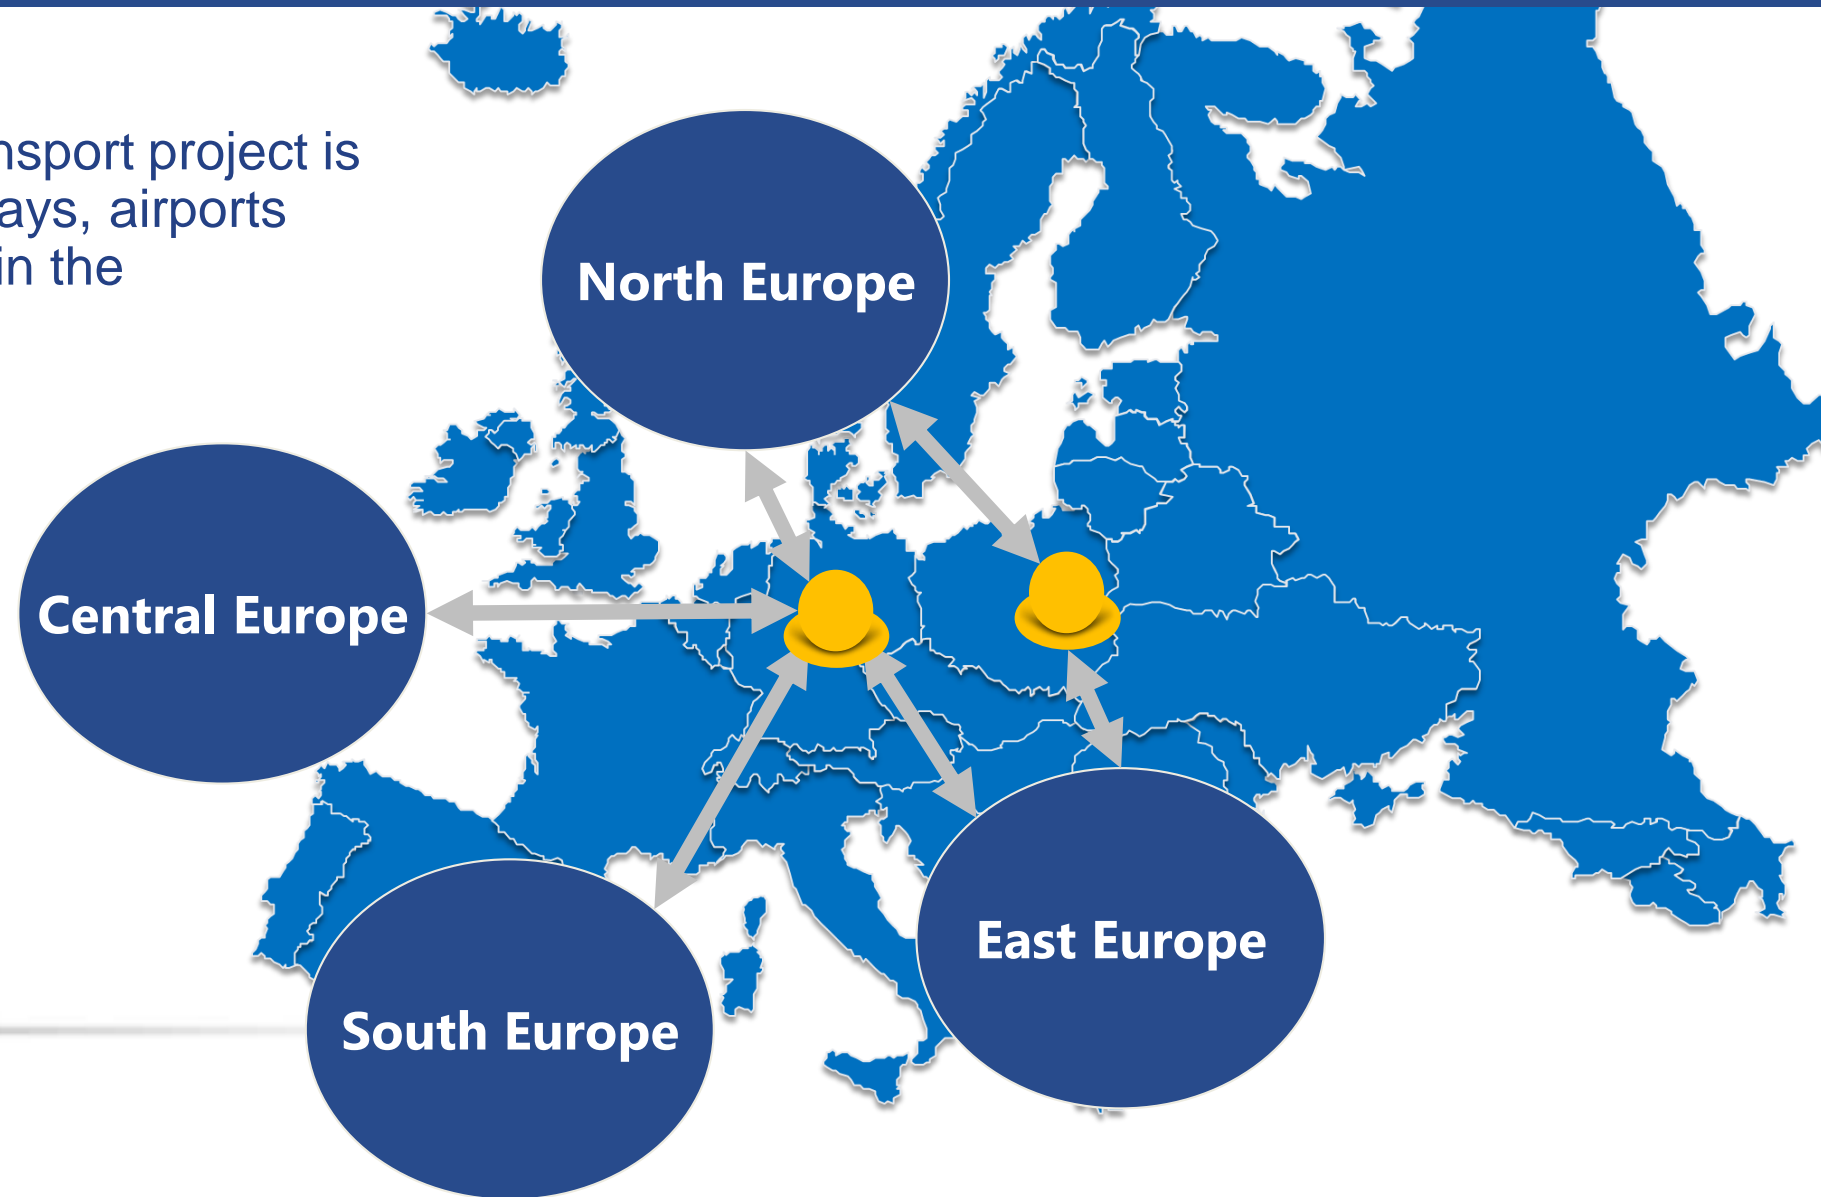 nsport project is
ays, airports
in the
North Europe
Central Europe
East Europe
South Europe